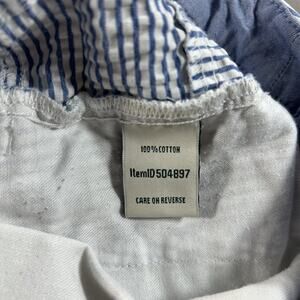 100% COTTON
ItemID504897
CARE ON REVERSE